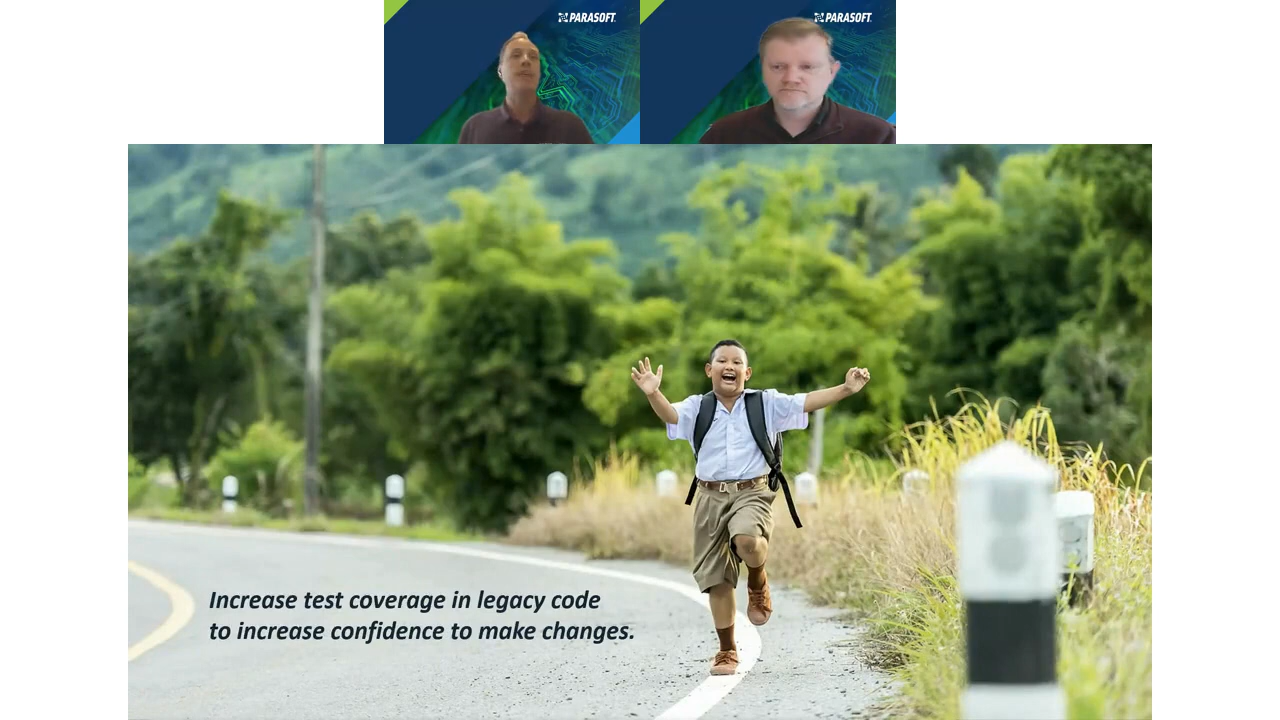 PARASOFT
PARASOFT
Increase test coverage in legacy code
to increase confidence to make changes.